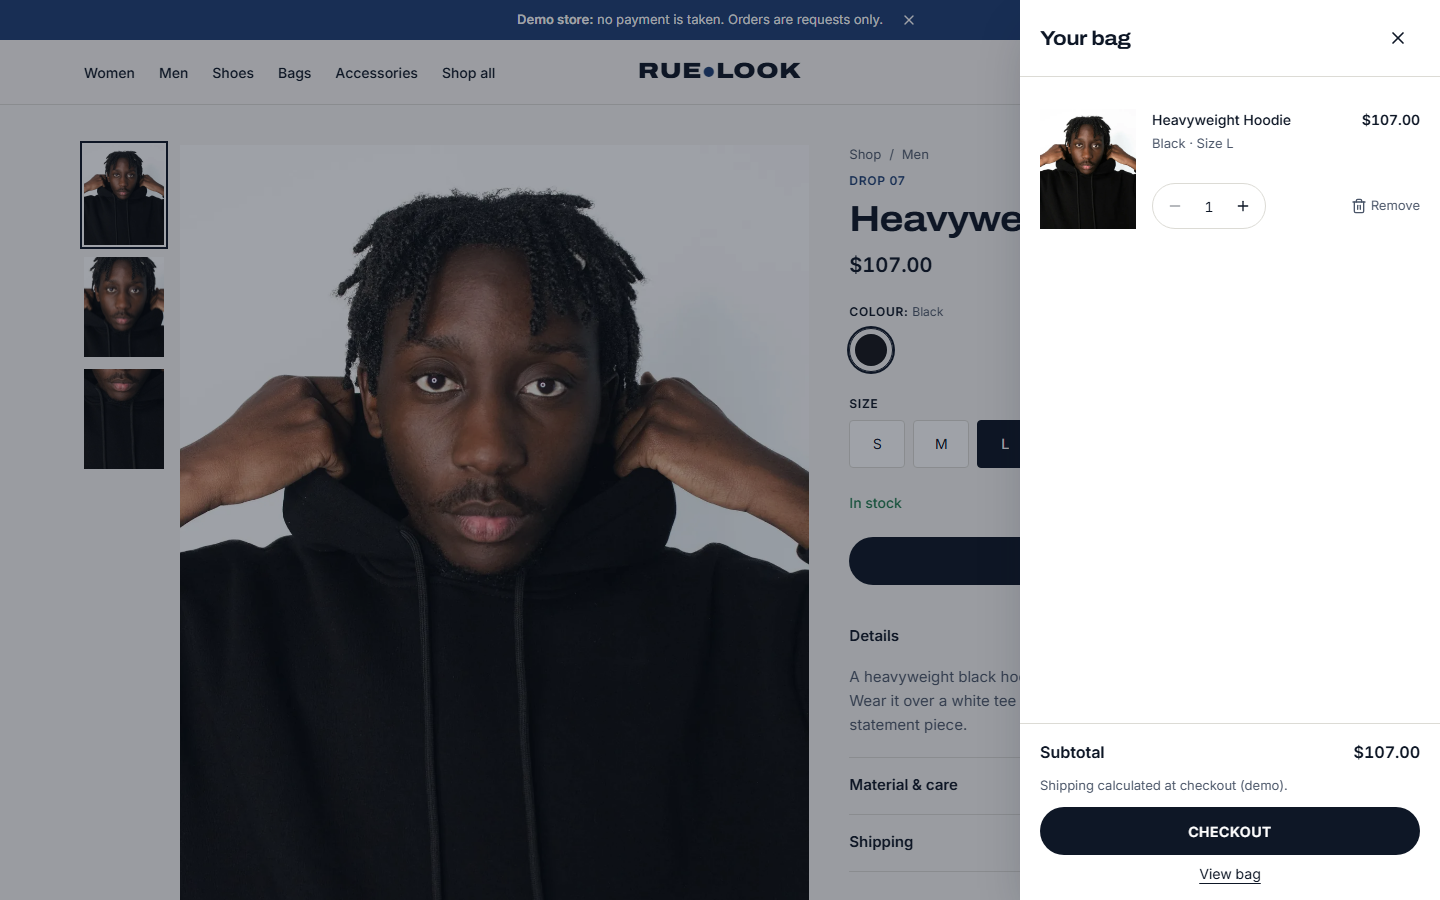 Demo store: no payment is taken. Orders are requests only.
Women Men Shoes Bags Accessories Shop all
RUE●LOOK
Shop / Men
DROP 07
$107.00
COLOUR: Black
SIZE
S M L
In stock
Details
A heavyweight black
Wear it over a white tee
statement piece.
Material & care
Shipping
Your bag
Heavyweight Hoodie $107.00
Black · Size L
1 Remove
Subtotal $107.00
Shipping calculated at checkout (demo).
CHECKOUT
View bag